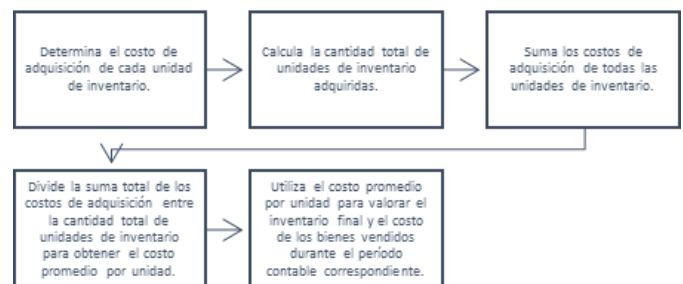 Determina el costo de
adquisición de cada unidad
de inventario.
Calcula la cantidad total de
unidades de inventario
adquiridas.
Suma los costos de
adquisición de todas las
unidades de inventario.
Divide la suma total de los
costos de adquisición entre
la cantidad total de
unidades de inventario
para obtener el costo
promedio por unidad.
Utiliza el costo promedio
por unidad para valorar el
inventario final y el costo
de los bienes vendidos
durante el período
contable correspondiente.